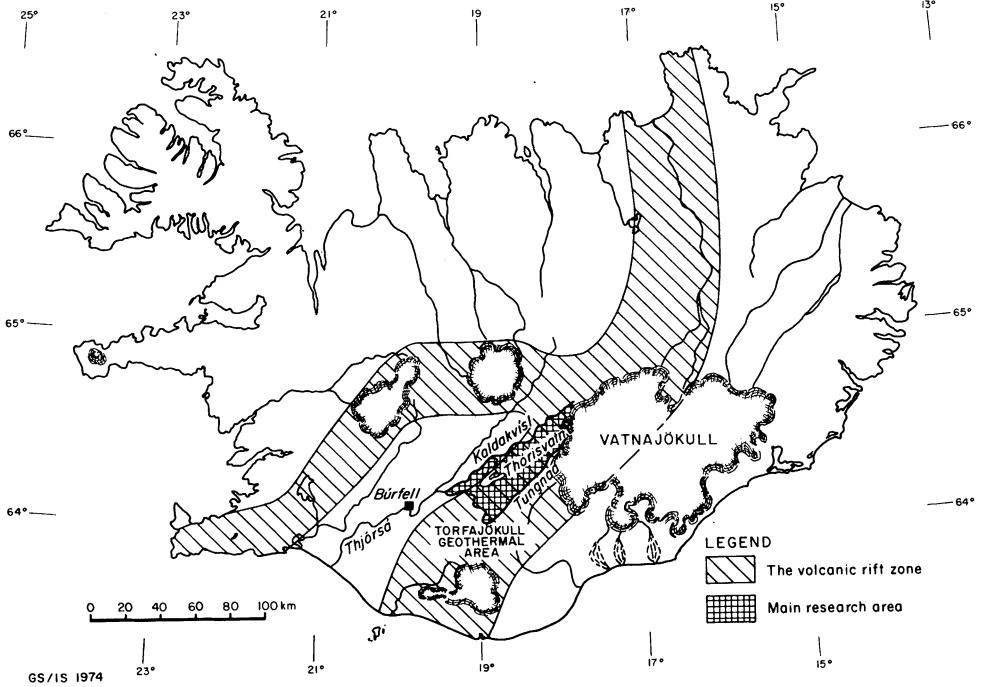 25°
23°
21°
19°
17°
15°
13°
66°
66°
65°
65°
64°
64°
Kaldakvísl
Thórisvatn
Tungnaá
VATNAJÖKULL
Búrfell
Thjórsá
TORFAJÖKULL
GEOTHERMAL
AREA
LEGEND
The volcanic rift zone
Main research area
0 20 40 60 80 100 km
23°
21°
19°
17°
15°
GS/IS 1974